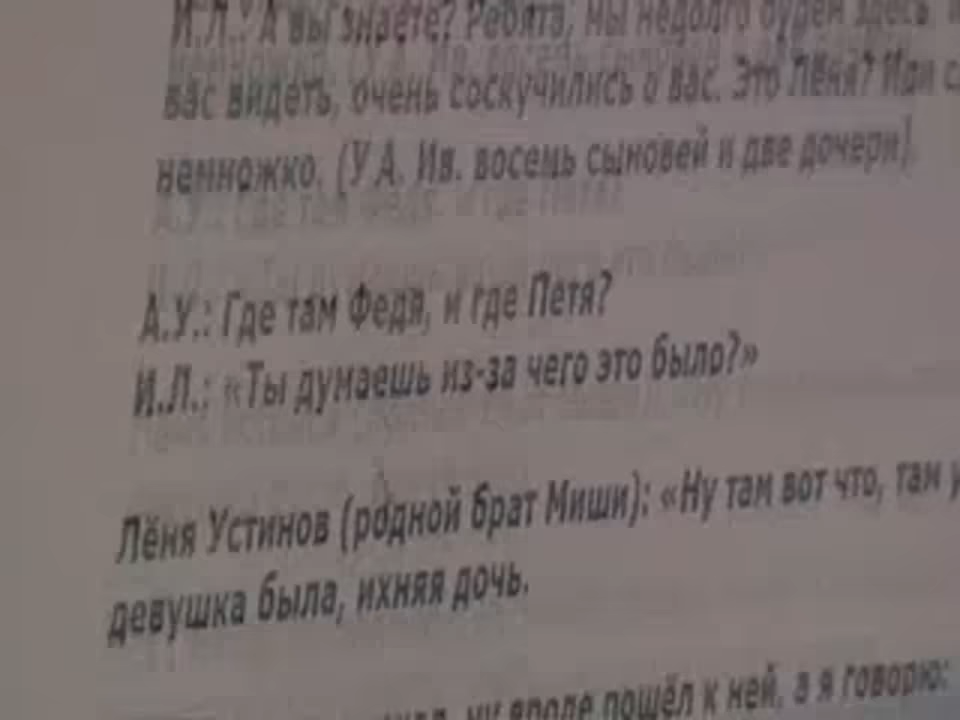 И.Л.: А вы знаете? Ребята, мы недолго будем здесь.
вас видеть, очень соскучились о вас. Это Лёня? Иди
немножко. (У А. Ив. восемь сыновей и две дочери).
А.У.: Где там Федя, и где Петя?
И.Л.: «Ты думаешь из-за чего это было?»
Лёня Устинов (родной брат Миши): «Ну там вот что, там у
девушка была, ихняя дочь.
ну вроде пошёл к ней, а я говорю: